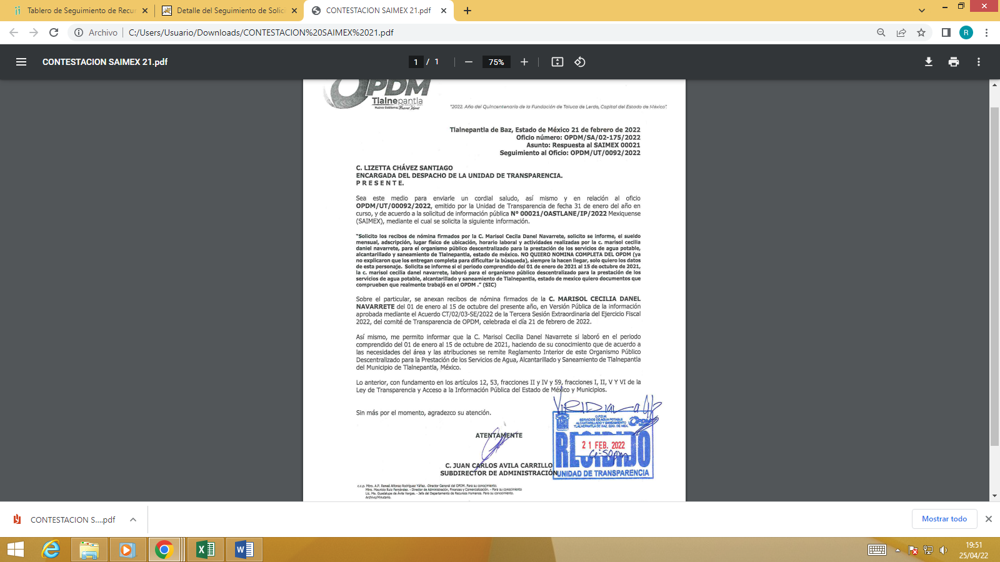 Tablero de Seguimiento de Recur
Detalle del Seguimiento de Solic
CONTESTACION SAIMEX 21.pdf
Archivo
C:/Users/Usuario/Downloads/CONTESTACION%20SAIMEX%2021.pdf
R
CONTESTACION SAIMEX 21.pdf
1 / 1
75%
OPDM
Tlalnepantla
Nuevo Gobierno, Nuevas Ideas
"2022. Año del Quincentenario de la Fundación de Toluca de Lerdo, Capital del Estado de México".
Tlalnepantla de Baz, Estado de México 21 de febrero de 2022
Oficio número: OPDM/SA/02-175/2022
Asunto: Respuesta al SAIMEX 00021
Seguimiento al Oficio: OPDM/UT/0092/2022
C. LIZETTA CHÁVEZ SANTIAGO
ENCARGADA DEL DESPACHO DE LA UNIDAD DE TRANSPARENCIA.
P R E S E N T E.
Sea este medio para enviarle un cordial saludo, así mismo y en relación al oficio
OPDM/UT/00092/2022, emitido por la Unidad de Transparencia de fecha 31 de enero del año en
curso, y de acuerdo a la solicitud de información pública N° 00021/OASTLANE/IP/2022 Mexiquense
(SAIMEX), mediante el cual se solicita la siguiente información.
"Solicito los recibos de nómina firmados por la C. Marisol Cecila Danel Navarrete, solicito se informe, el sueldo
mensual, adscripción, lugar físico de ubicación, horario laboral y actividades realizadas por la c. marisol cecilia
daniel navarrete, para el organismo público descentralizado para la prestación de los servicios de agua potable,
alcantarillado y saneamiento de Tlalnepantla, estado de méxico. NO QUIERO NOMINA COMPLETA DEL OPDM (ya
no explicaron que los entregan completa para dificultar la búsqueda), siempre la hacen llegar, solo quiero los datos
de esta personaje. Solicita se informe si el periodo comprendido del 01 de enero de 2021 al 15 de octubre de 2021,
la c. marisol cecilia danel navarrete, laboró para el organismo público descentralizado para la prestación de los
servicios de agua potable, alcantarillado y saneamiento de Tlalnepantla, estado de mexico quiero documentos que
comprueben que realmente trabajó en el OPDM ." (SIC)
Sobre el particular, se anexan recibos de nómina firmados de la C. MARISOL CECILIA DANEL
NAVARRETE del 01 de enero al 15 de octubre del presente año, en Versión Pública de la información
aprobada mediante el Acuerdo CT/02/03-SE/2022 de la Tercera Sesión Extraordinaria del Ejercicio Fiscal
2022, del comité de Transparencia de OPDM, celebrada el día 21 de febrero de 2022.
Así mismo, me permito informar que la C. Marisol Cecilia Danel Navarrete si laboró en el periodo
comprendido del 01 de enero al 15 de octubre de 2021, haciendo de su conocimiento que de acuerdo a
las necesidades del área y las atribuciones se remite Reglamento Interior de este Organismo Público
Descentralizado para la Prestación de los Servicios de Agua, Alcantarillado y Saneamiento de Tlalnepantla
del Municipio de Tlalnepantla, México.
Lo anterior, con fundamento en los artículos 12, 53, fracciones II y IV y 59, fracciones I, II, V Y VI de la
Ley de Transparencia y Acceso a la Información Pública del Estado de México y Municipios.
Sin más por el momento, agradezco su atención.
ATENTAMENTE
C. JUAN CARLOS AVILA CARRILLO
SUBDIRECTOR DE ADMINISTRACIÓN
O.P.D.M.
SERVICIOS DE AGUA POTABLE
ALCANTARILLADO Y SANEAMIENTO
TLALNEPANTLA DE BAZ, EDO. DE MEX.
OPDM
RECIBIDO
21 FEB. 2022
UNIDAD DE TRANSPARENCIA
c.c.p. Mtro. A.P. Reneé Alfonso Rodríguez Yáñez. -Director General del OPDM. Para su conocimiento.
Mtro. Mauricio Ruiz Fernández. - Director de Administración, Finanzas y Comercialización. - Para su conocimiento
Lic. Ma. Guadalupe de Ávila Vargas. - Jefa del Departamento de Recursos Humanos. Para su conocimiento.
Archivo/Minutario.
CONTESTACION S....pdf
Mostrar todo
19:51
25/04/22